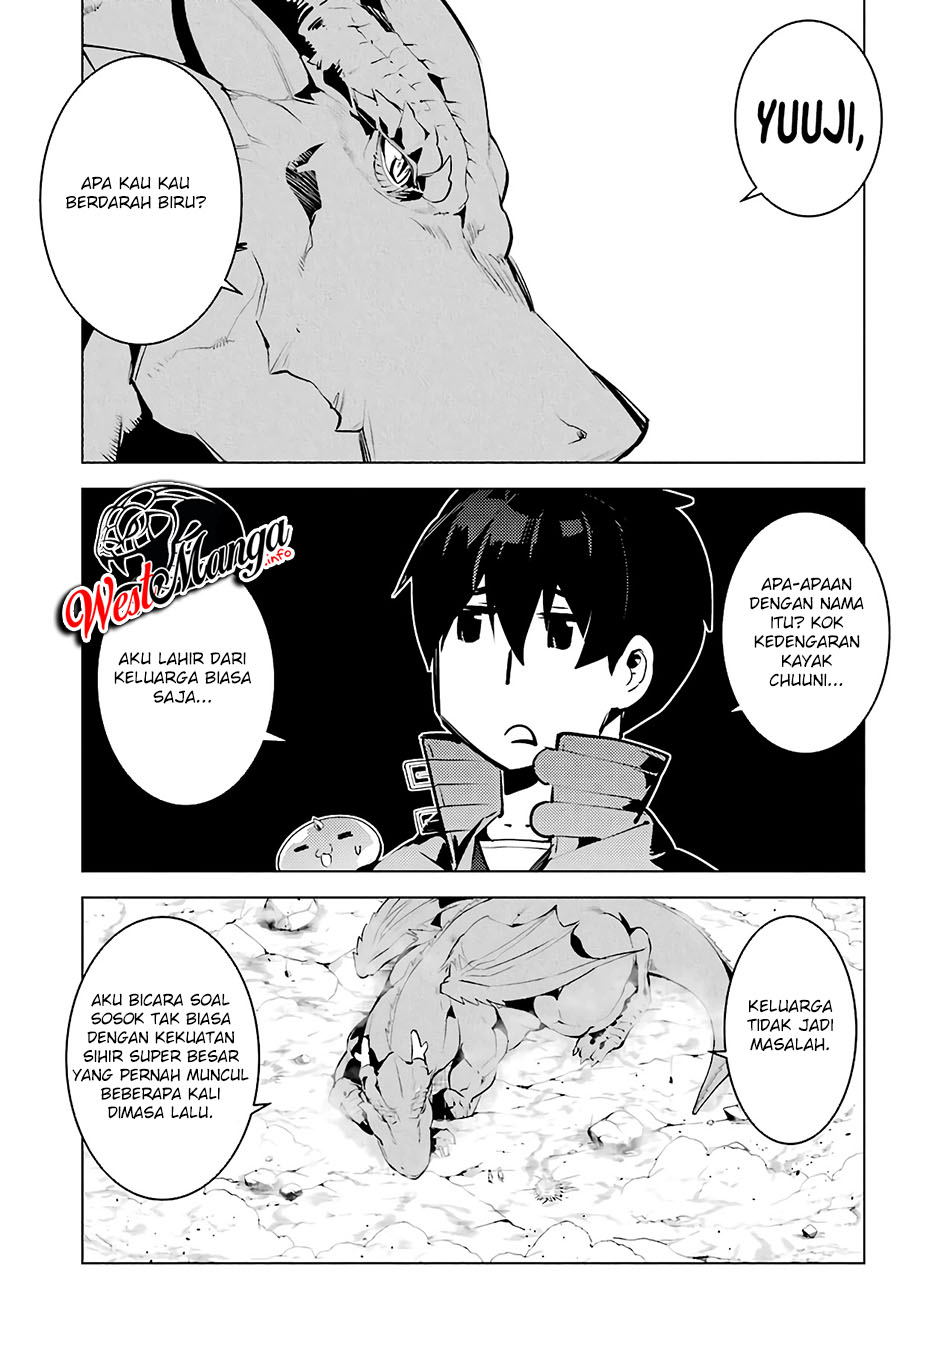 YUUJI,
APA KAU KAU
BERDARAH BIRU?
APA-APAAN
DENGAN NAMA
ITU? KOK
KEDENGARAN
KAYAK
CHUUNI...
WestManga
.info
AKU LAHIR DARI
KELUARGA BIASA
SAJA...
KELUARGA
TIDAK JADI
MASALAH.
AKU BICARA SOAL
SOSOK TAK BIASA
DENGAN KEKUATAN
SIHIR SUPER BESAR
YANG PERNAH MUNCUL
BEBERAPA KALI
DIMASA LALU.